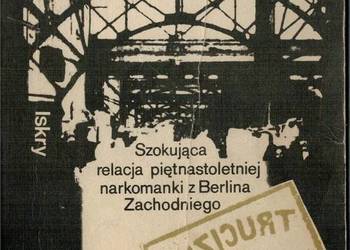 Iskry
Szokująca
relacja piętnastoletniej
narkomanki z Berlina
Zachodniego